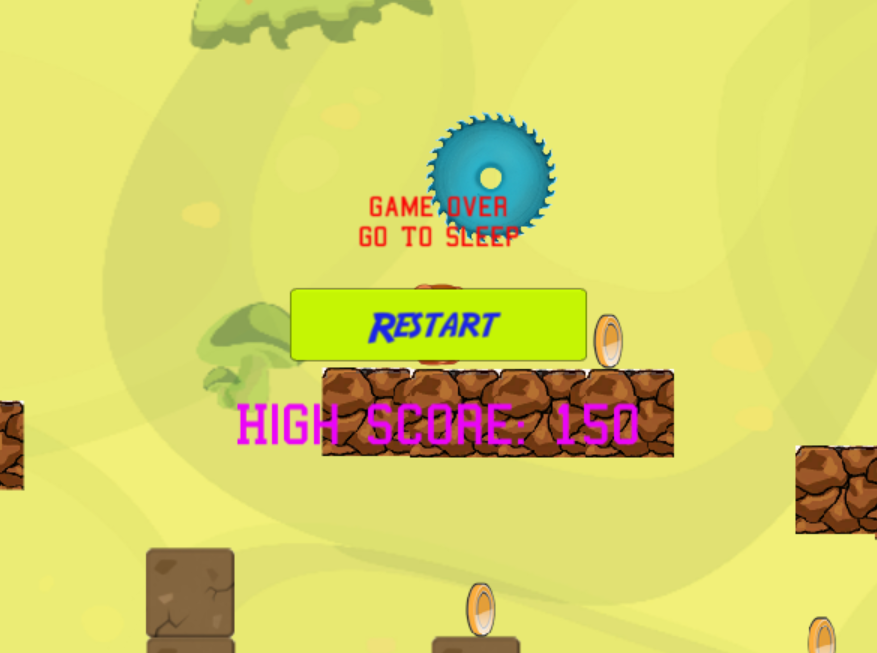 GAME OVER
GO TO SLEEP
RESTART
HIGH SCORE: 150